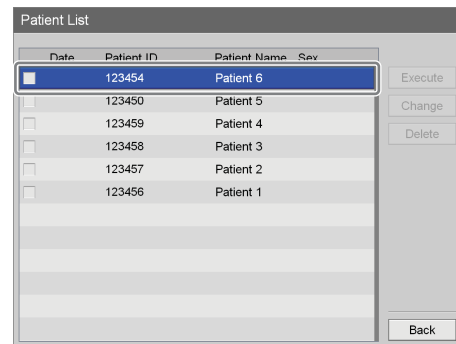 Patient List
Date Patient ID Patient Name Sex
123454 Patient 6 Execute
123450 Patient 5 Change
123459 Patient 4 Delete
123458 Patient 3
123457 Patient 2
123456 Patient 1
Back